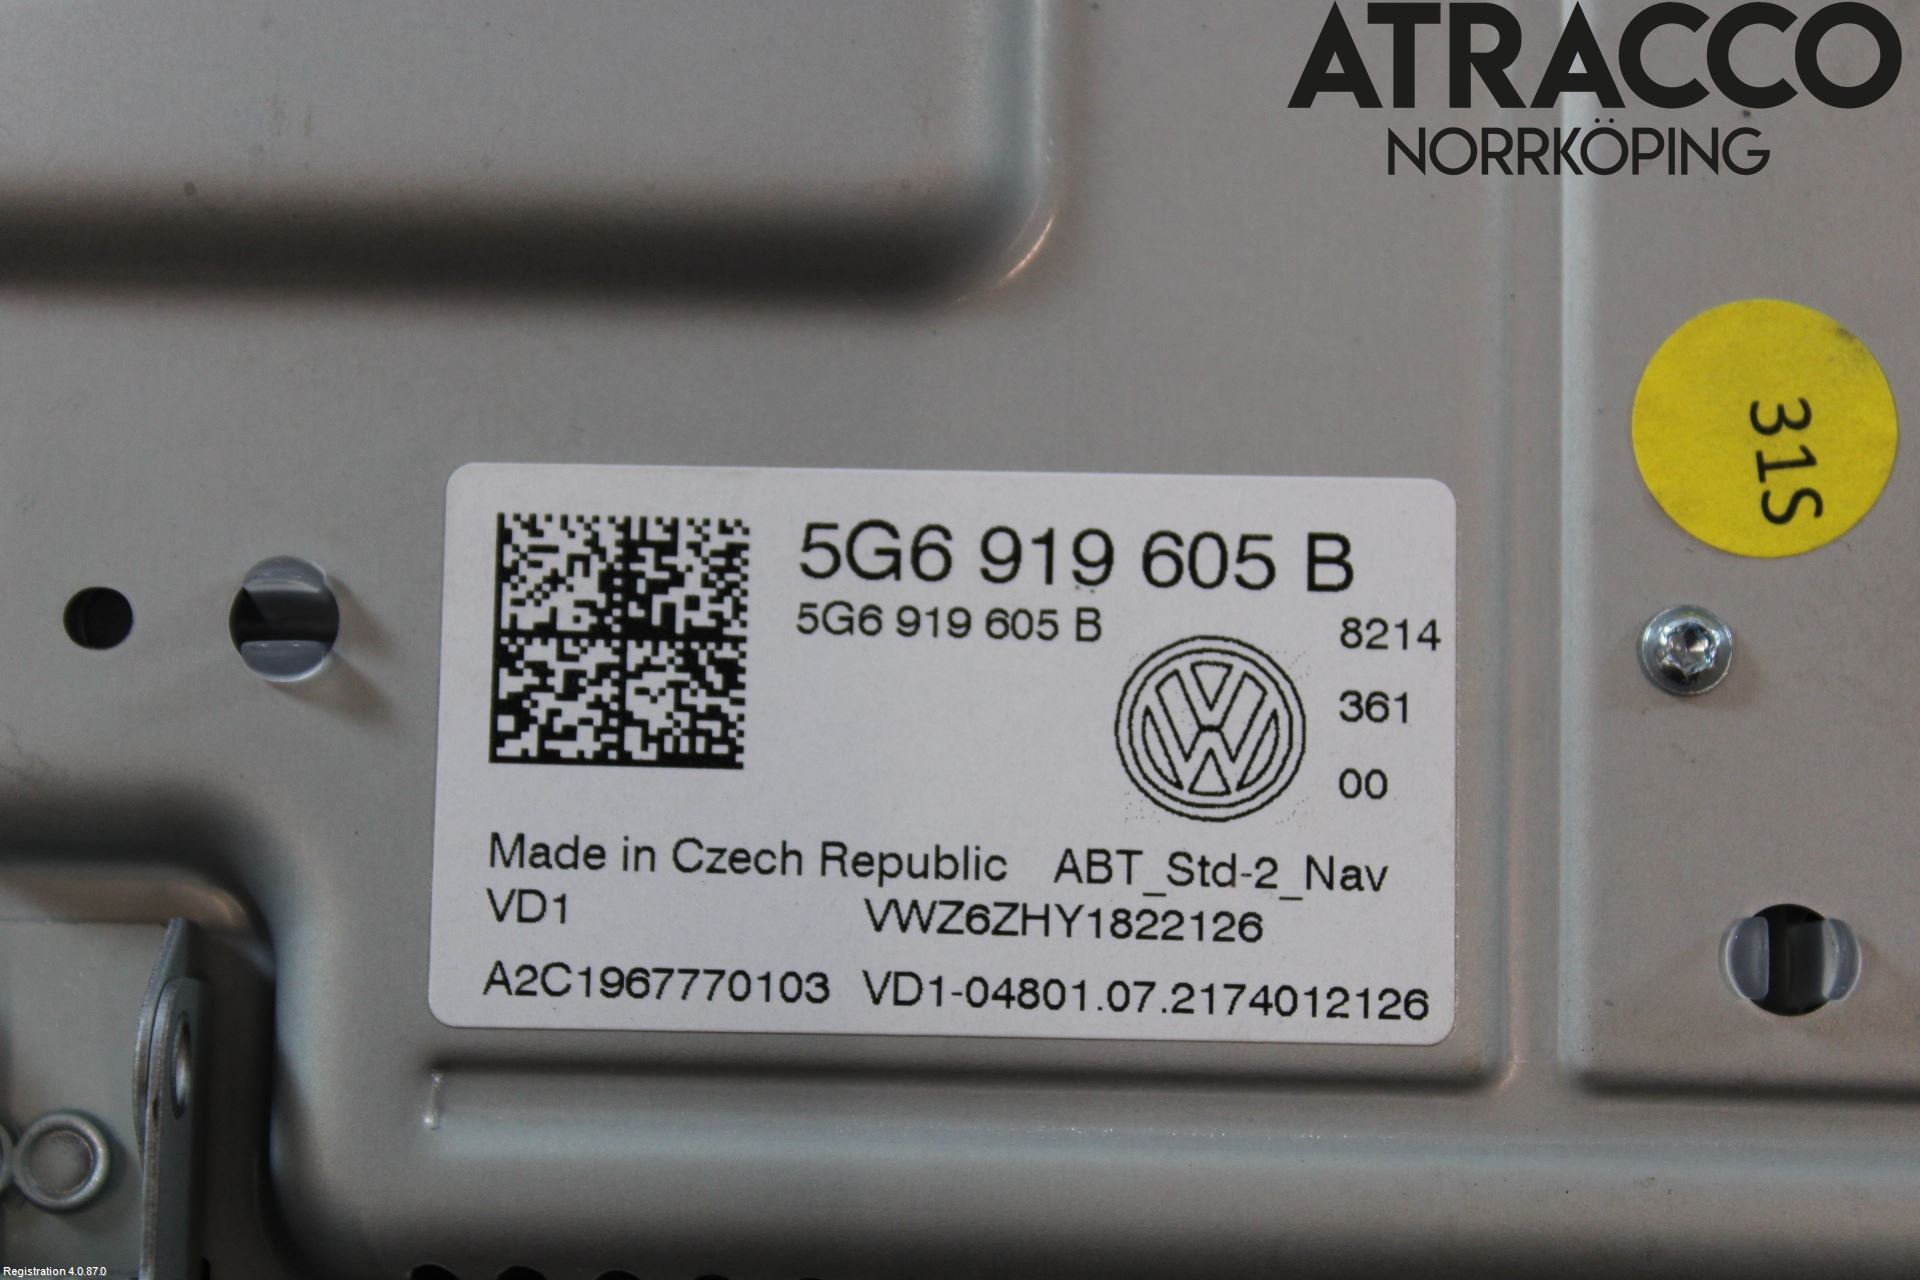 ATRACCO
NORRKÖPING
31S
5G6 919 605 B
5G6 919 605 B
8214
361
00
Made in Czech Republic ABT_Std-2_Nav
VD1 VWZ6ZHY1822126
A2C1967770103 VD1-04801.07.2174012126
Registration 4.0.87.0